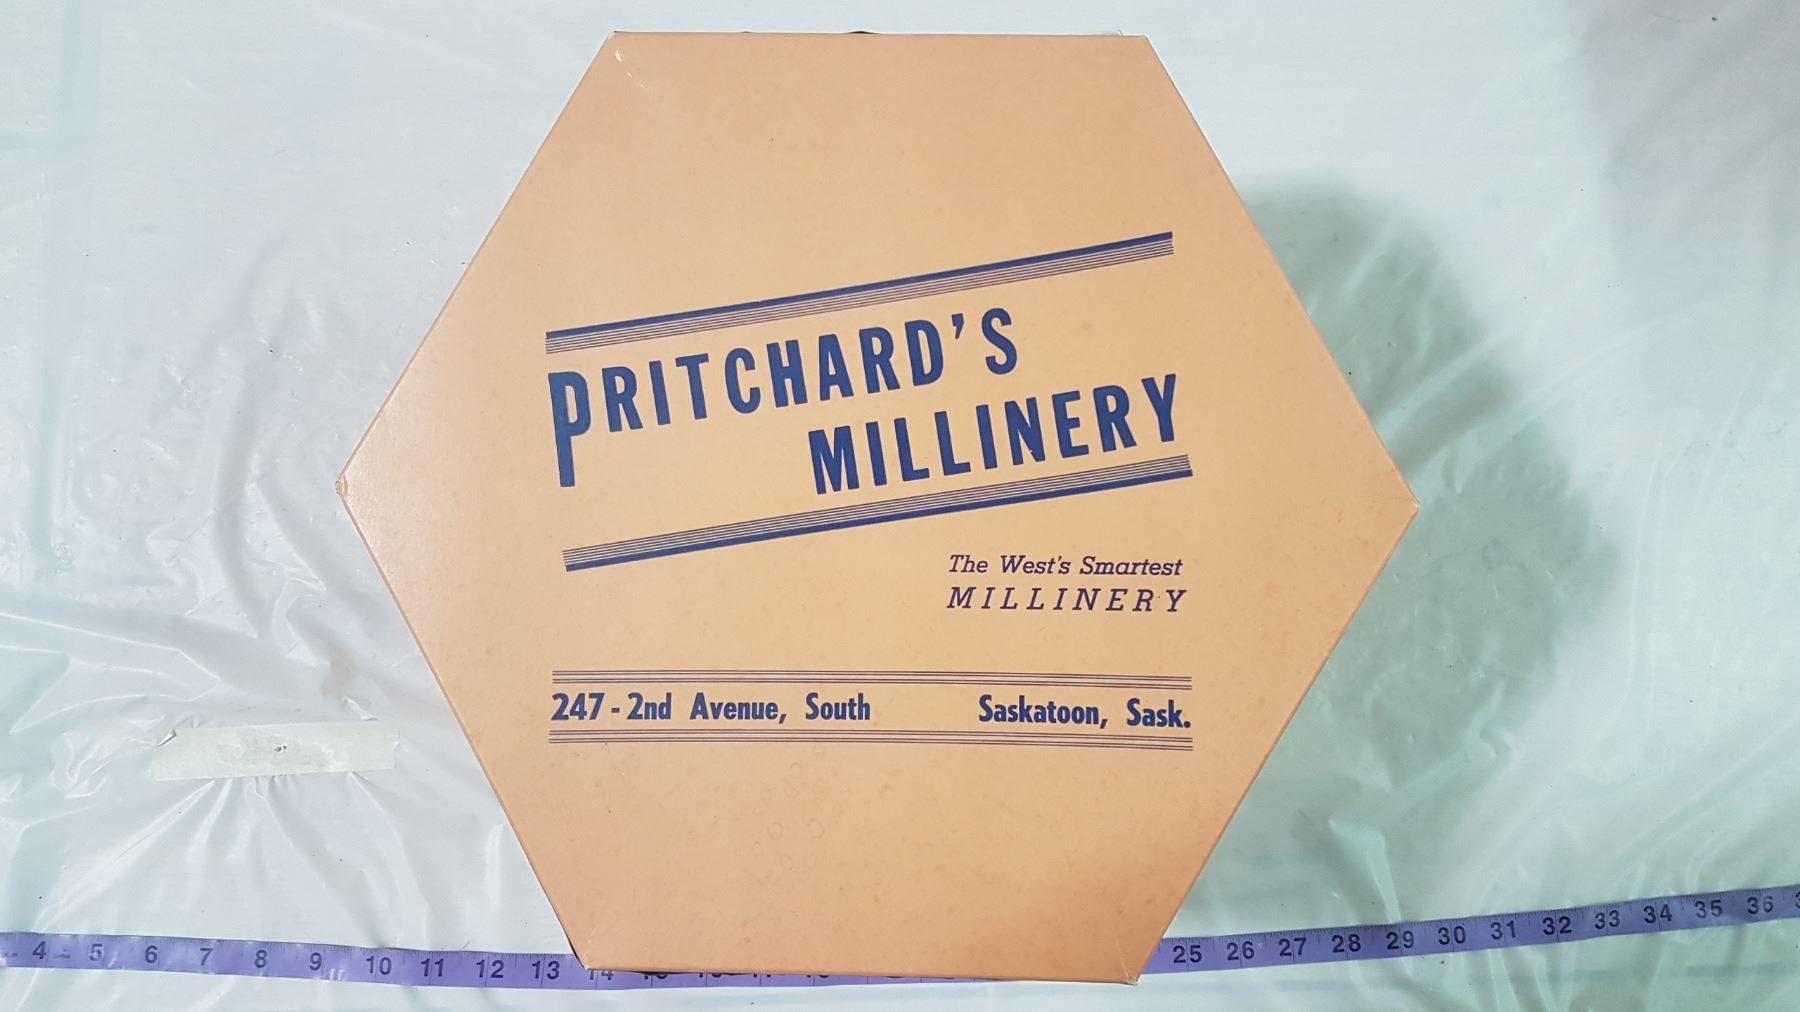 PRITCHARD'S
MILLINERY
The West's Smartest
MILLINERY
247-2nd Avenue, South Saskatoon, Sask.
4 5 6 7 8 9 10 11 12 13 14 25 26 27 28 29 30 31 32 33 34 35 36